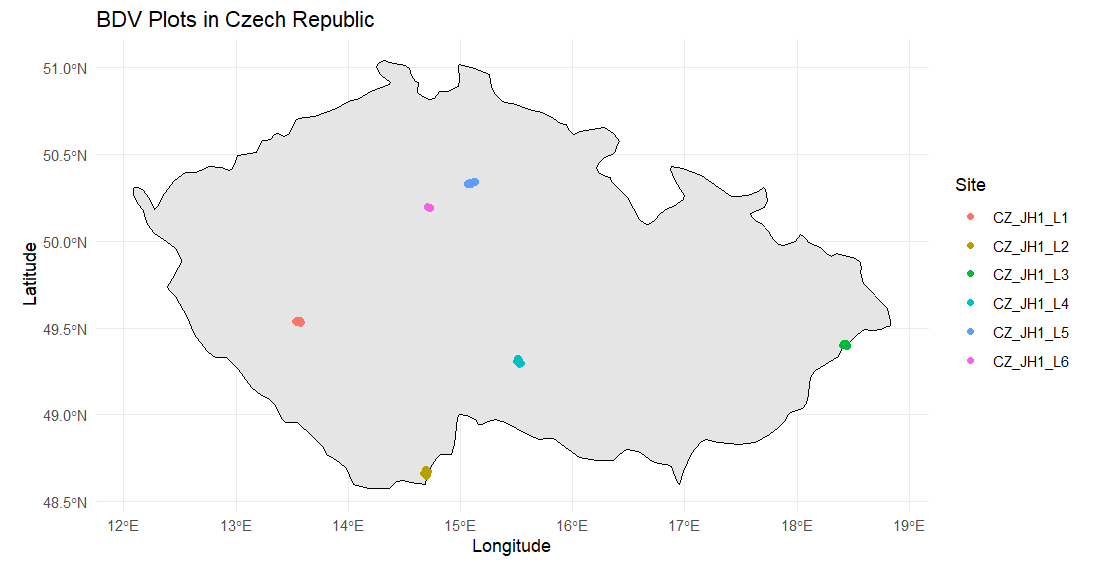 BDV Plots in Czech Republic
51.0°N
50.5°N
50.0°N
49.5°N
49.0°N
48.5°N
Latitude
12°E
13°E
14°E
15°E
16°E
17°E
18°E
19°E
Longitude
Site
CZ_JH1_L1
CZ_JH1_L2
CZ_JH1_L3
CZ_JH1_L4
CZ_JH1_L5
CZ_JH1_L6